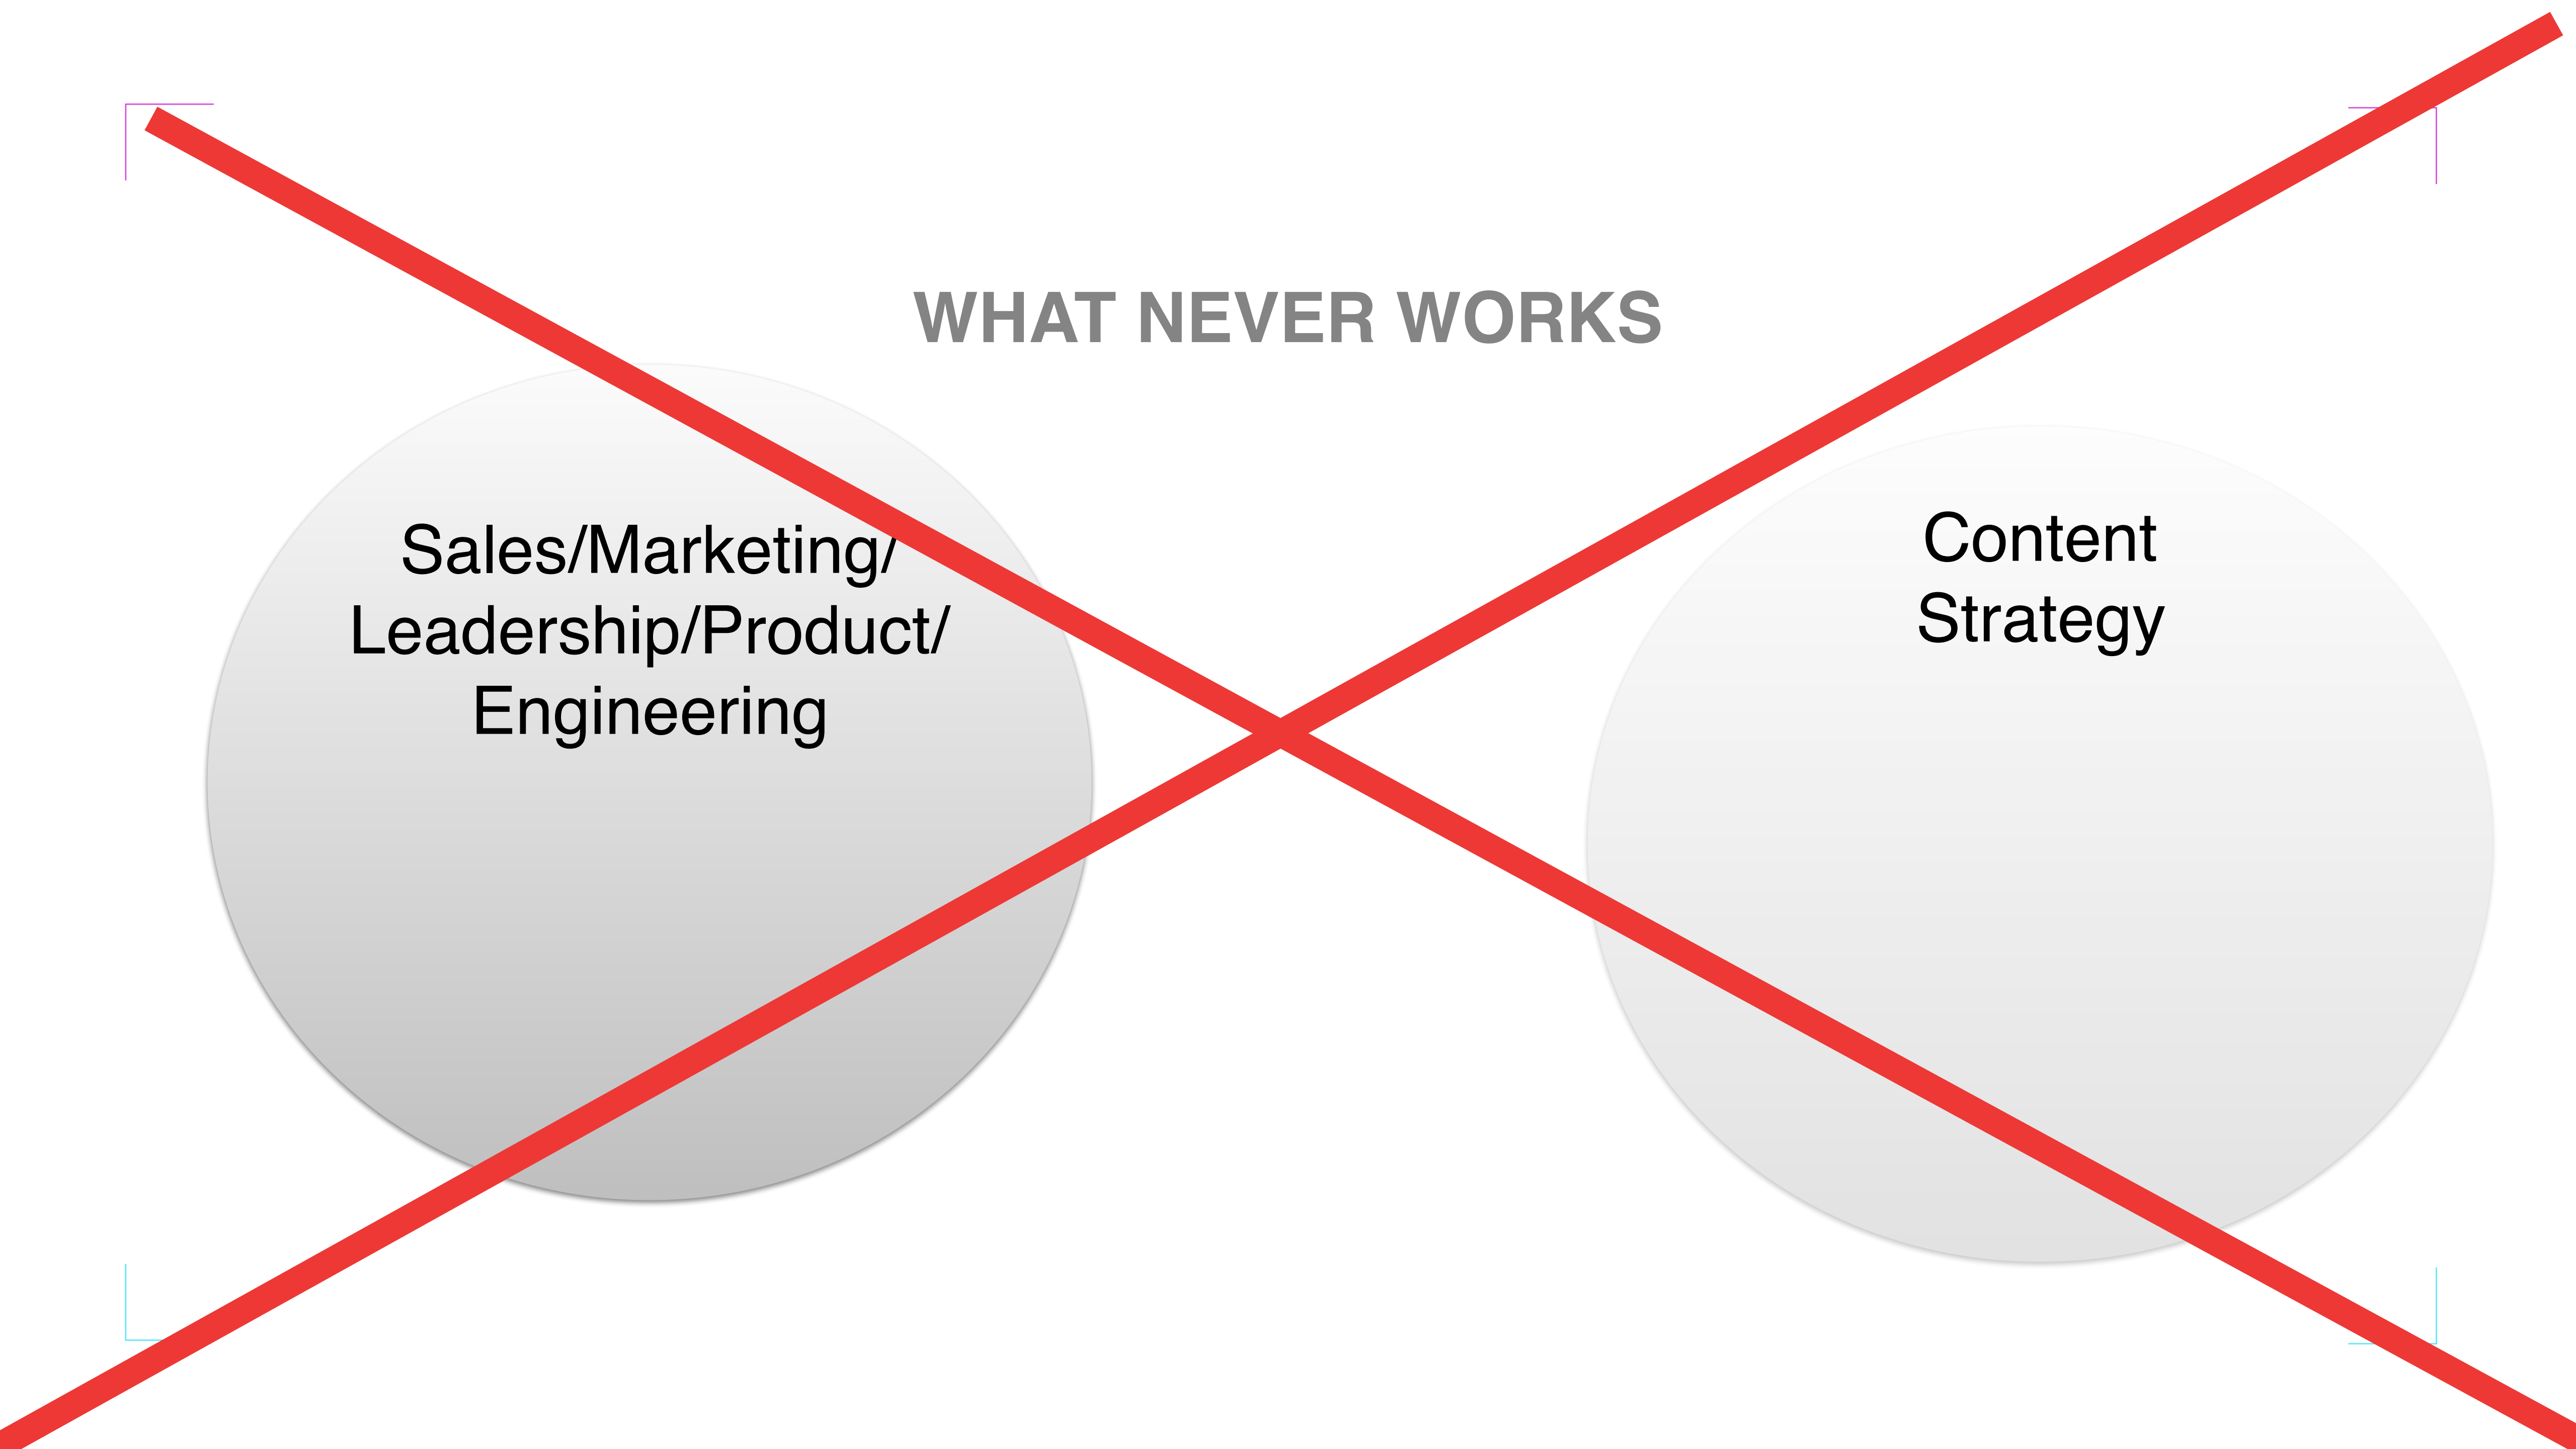 WHAT NEVER WORKS
Sales/Marketing/
Leadership/Product/
Engineering
Content
Strategy